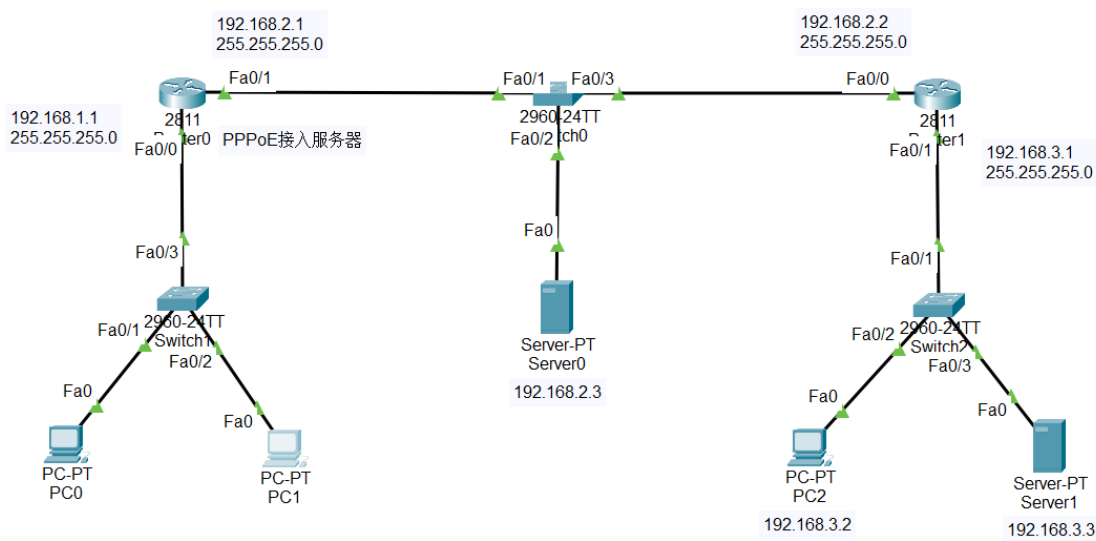 192.168.2.1
255.255.255.0
192.168.2.2
255.255.255.0
Fa0/1
Fa0/1
Fa0/3
Fa0/0
192.168.1.1
255.255.255.0
2811
PPPoE接入服务器
Fa0/0
2960-24TT
Fa0/2
2811
Fa0/1
192.168.3.1
255.255.255.0
Fa0/3
Fa0
Fa0/1
2960-24TT
Switch1
Fa0/1
Fa0/2
Fa0
Fa0
PC-PT
PC0
PC-PT
PC1
Server-PT
Server0
192.168.2.3
2960-24TT
Switch2
Fa0/2
Fa0/3
Fa0
Fa0
PC-PT
PC2
192.168.3.2
Server-PT
Server1
192.168.3.3